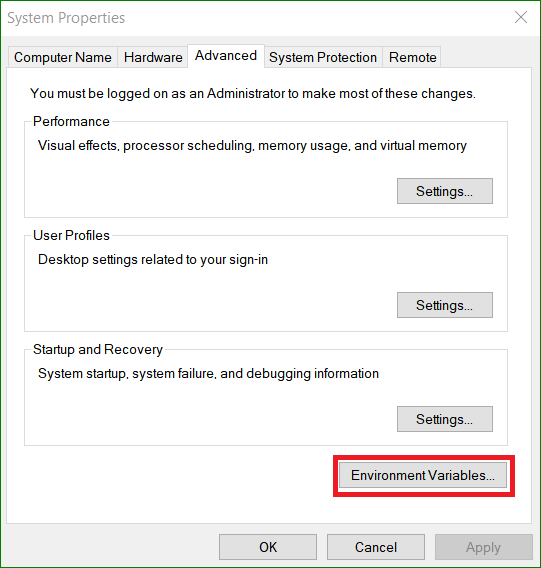 System Properties
Computer Name Hardware Advanced System Protection Remote
You must be logged on as an Administrator to make most of these changes.
Performance
Visual effects, processor scheduling, memory usage, and virtual memory
Settings...
User Profiles
Desktop settings related to your sign-in
Settings...
Startup and Recovery
System startup, system failure, and debugging information
Settings...
Environment Variables...
OK Cancel Apply